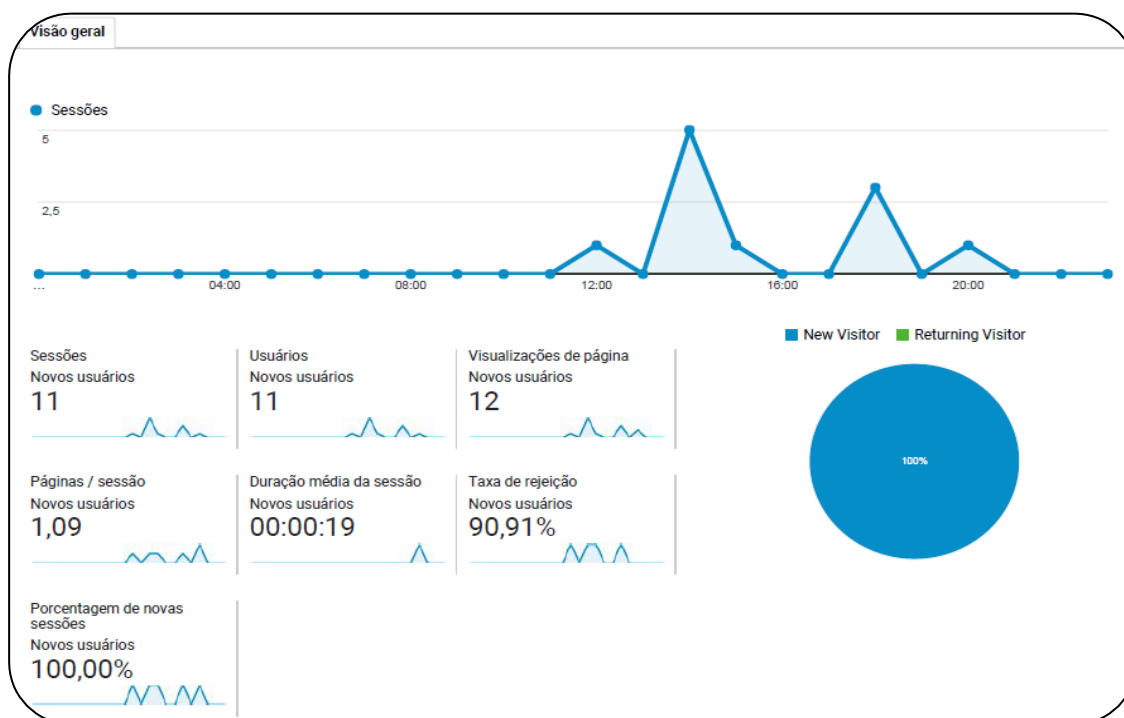 Visão geral
Sessões
5
2,5
...
04:00
08:00
12:00
16:00
20:00
New Visitor
Returning Visitor
Sessões
Novos usuários
11
Usuários
Novos usuários
11
Visualizações de página
Novos usuários
12
100%
Páginas / sessão
Novos usuários
1,09
Duração média da sessão
Novos usuários
00:00:19
Taxa de rejeição
Novos usuários
90,91%
Porcentagem de novas
sessões
Novos usuários
100,00%